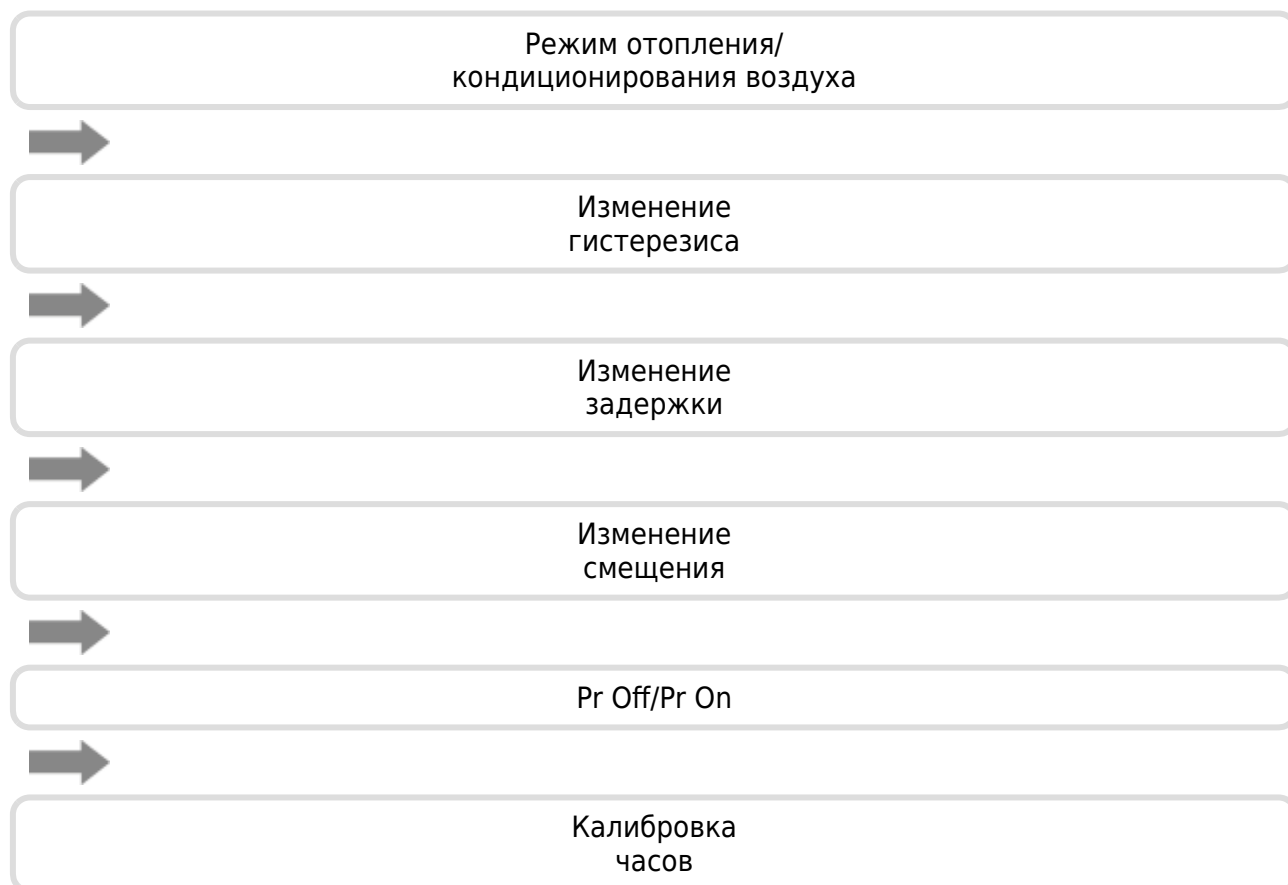 Режим отопления/
кондиционирования воздуха
Изменение
гистерезиса
Изменение
задержки
Изменение
смещения
Pr Off/Pr On
Калибровка
часов